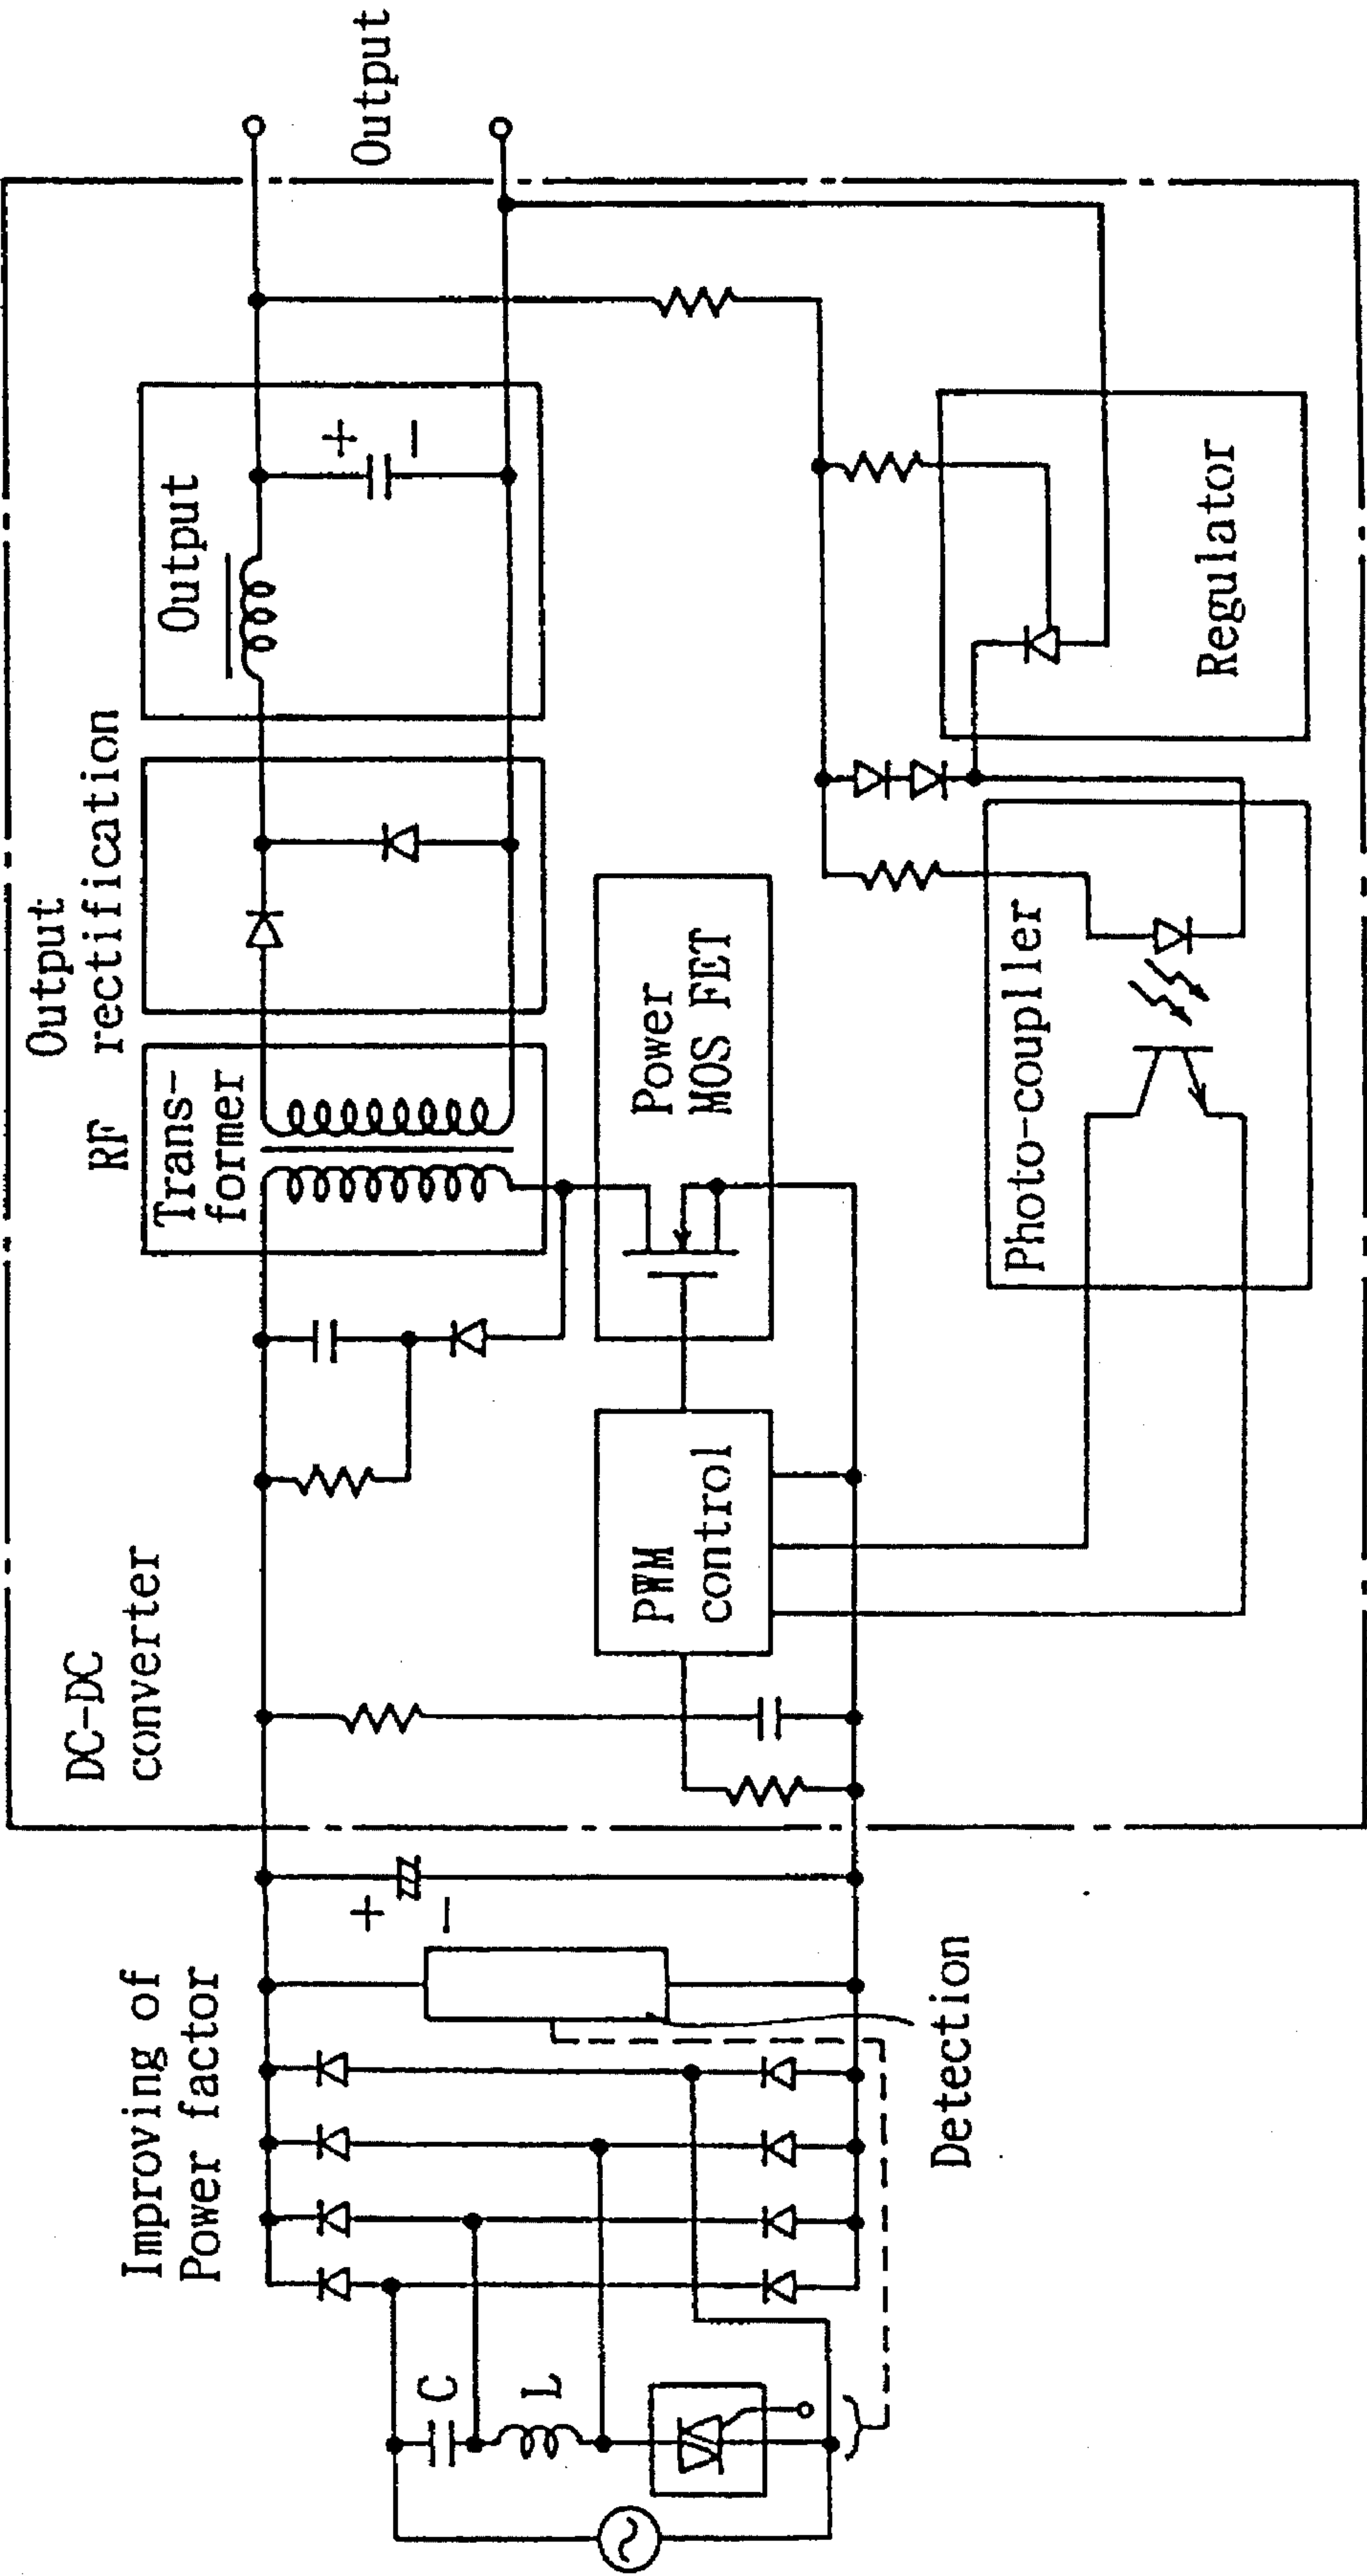 Improving of
Power factor
C
L
+
−
Detection
DC-DC
converter
PWM
control
RF
Trans-
former
Power
MOS FET
Output
rectification
Output
+
−
Output
Photo-coupller
Regulator